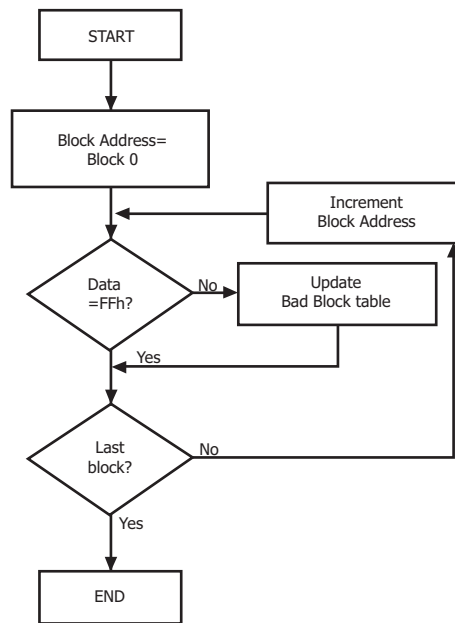 START
Block Address=
Block 0
Increment
Block Address
Data
=FFh?
No
Update
Bad Block table
Yes
Last
block?
No
Yes
END